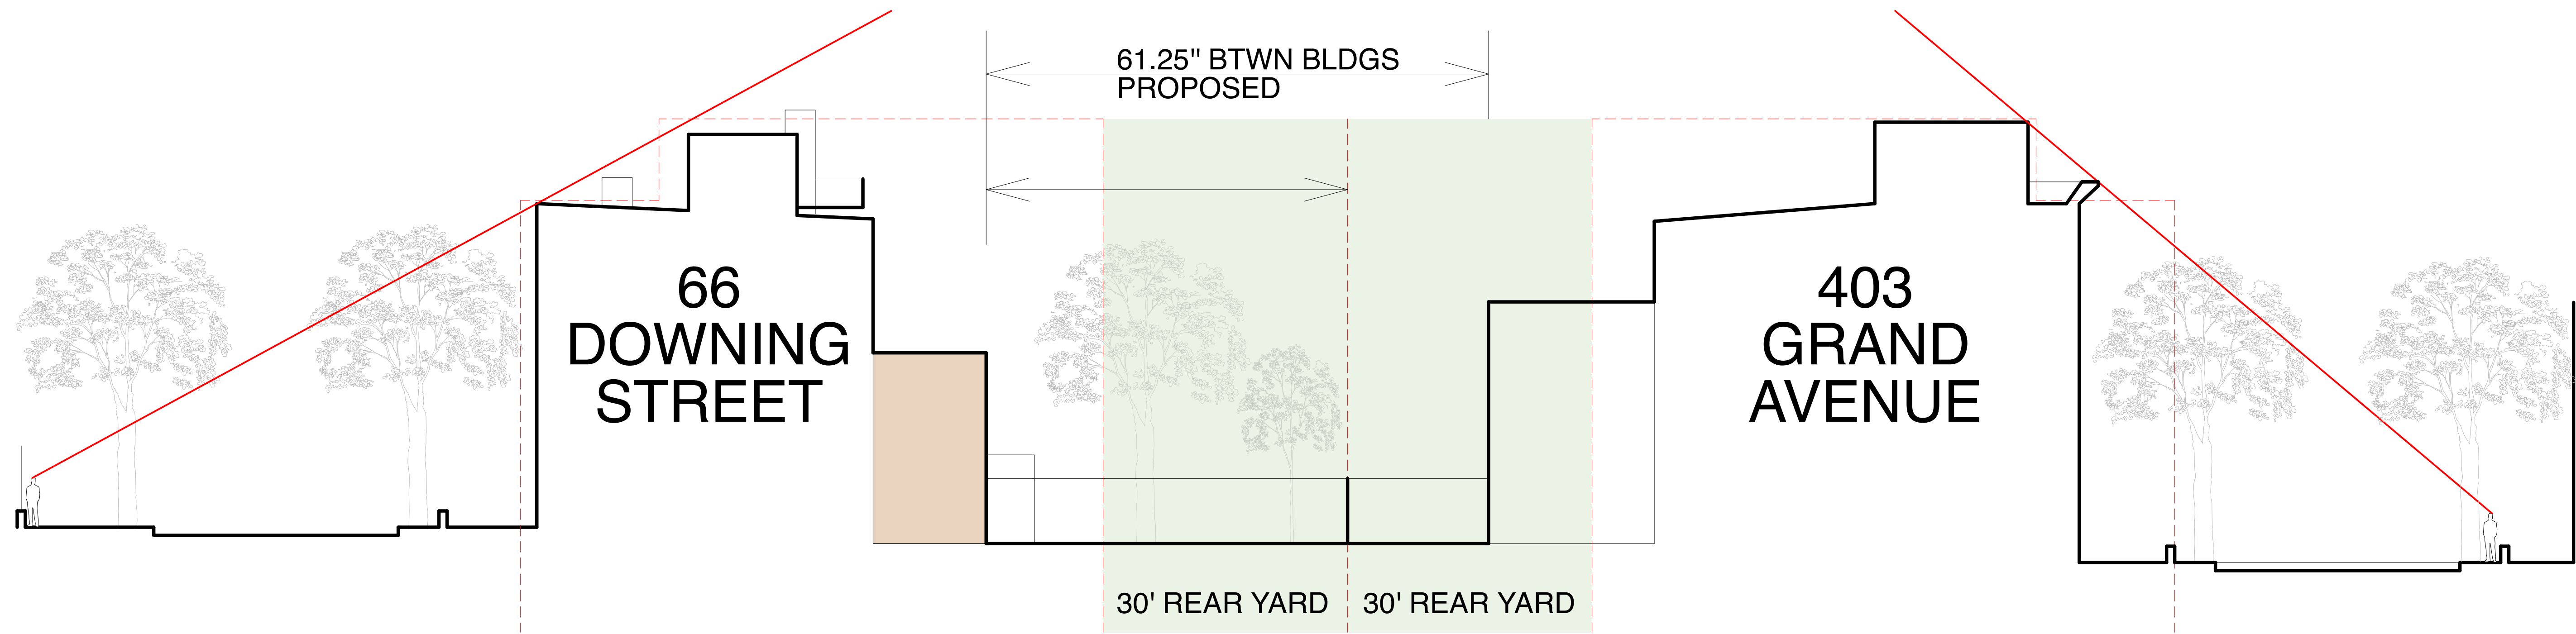 61.25" BTWN BLDGS
PROPOSED
66
DOWNING
STREET
403
GRAND
AVENUE
30' REAR YARD
30' REAR YARD